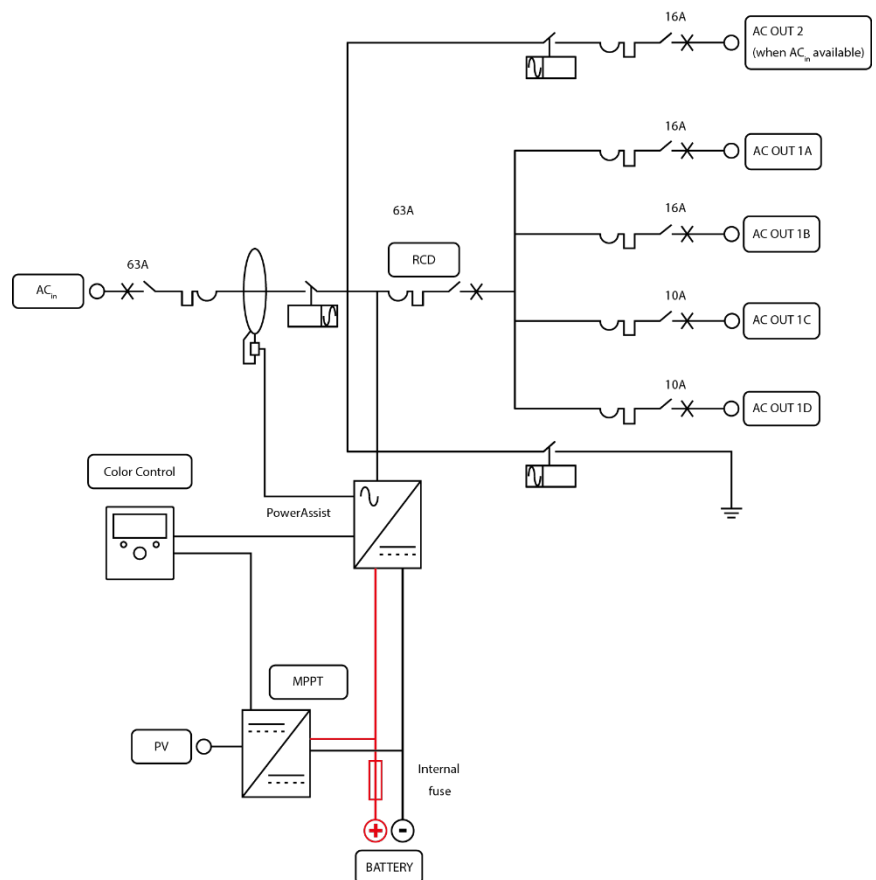 16A
AC OUT 2
(when ACin available)
16A
AC OUT 1A
16A
AC OUT 1B
63A
RCD
63A
ACin
10A
AC OUT 1C
10A
AC OUT 1D
Color Control
PowerAssist
MPPT
PV
Internal
fuse
+ -
BATTERY